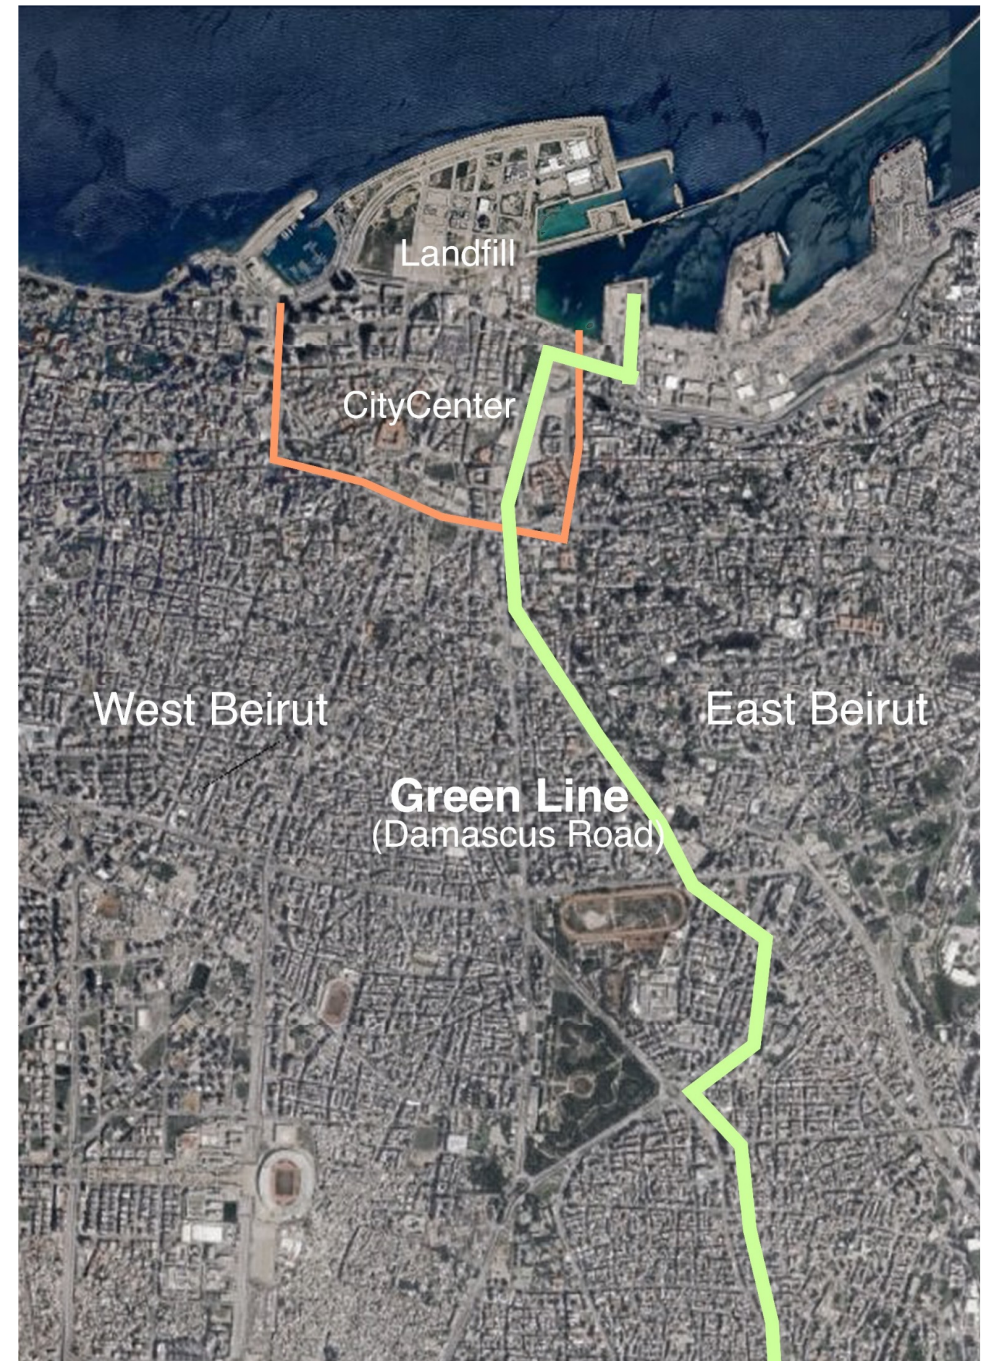 Landfill
CityCenter
West Beirut
East Beirut
Green Line
(Damascus Road)